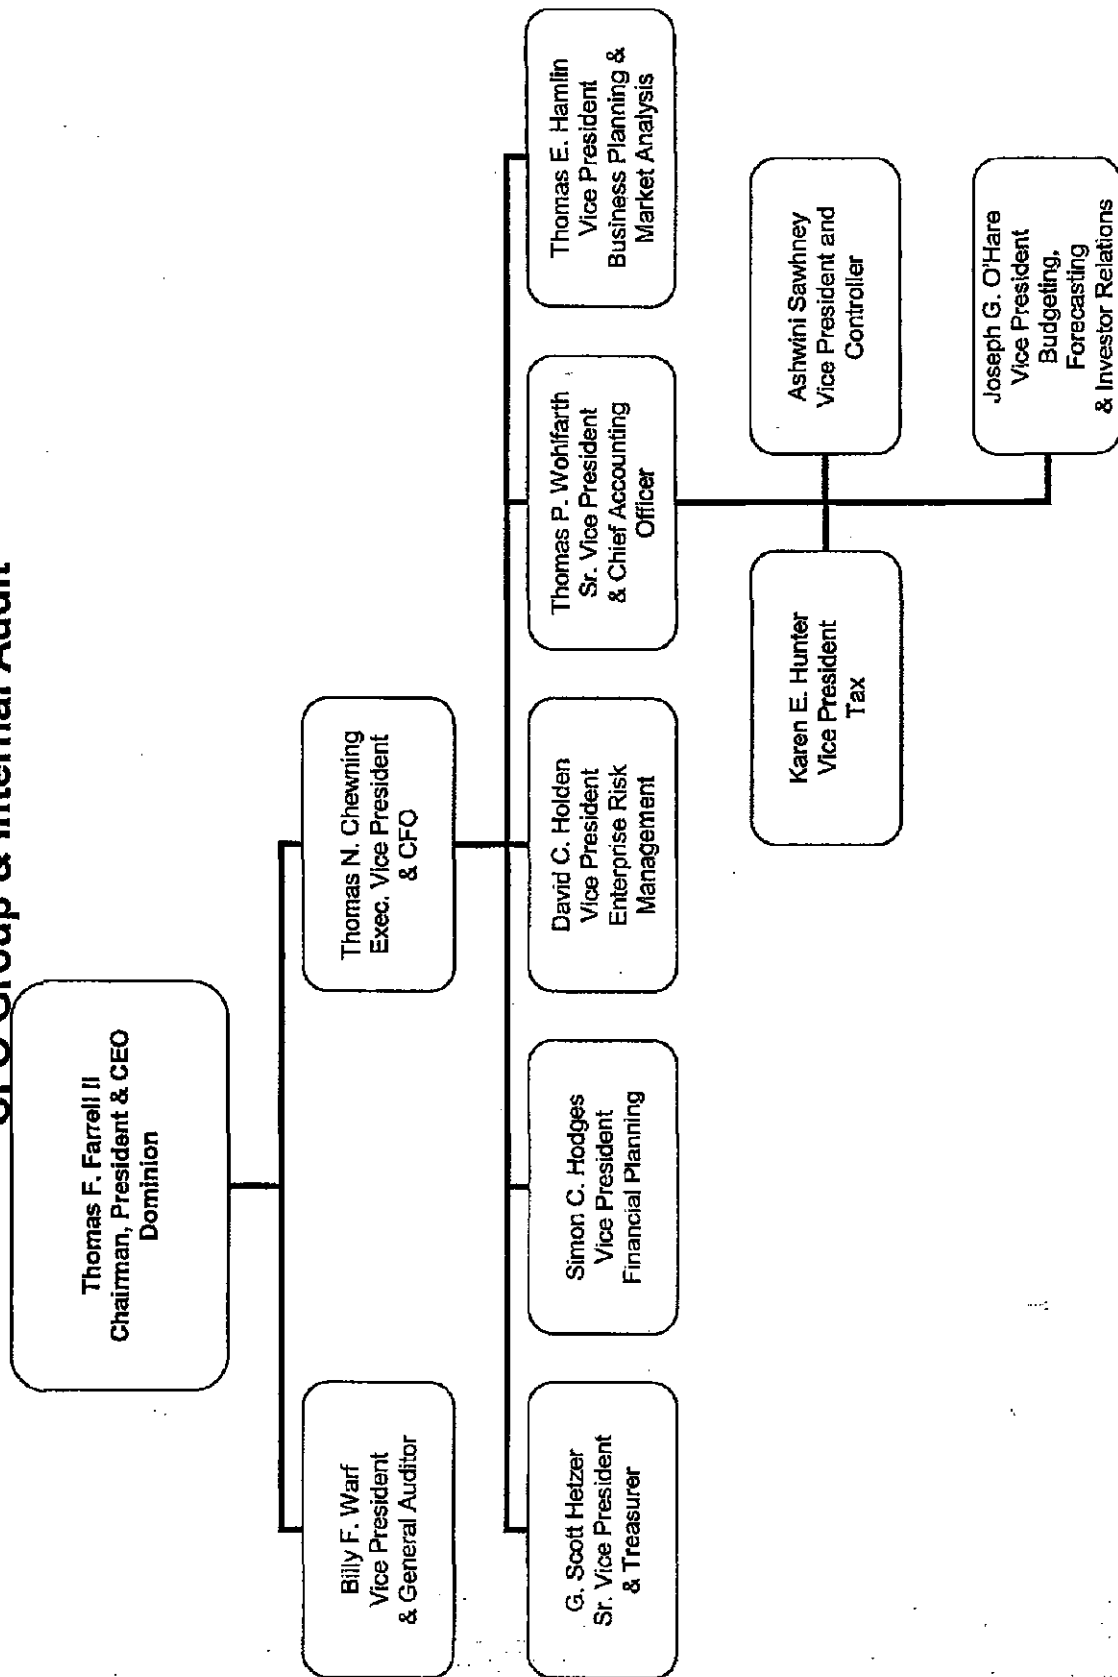 Group & Internal Audit
Thomas F. Farrell II
Chairman, President & CEO
Dominion
Billy F. Warf
Vice President
& General Auditor
Thomas N. Chewning
Exec. Vice President
& CFO
G. Scott Hetzer
Sr. Vice President
& Treasurer
Simon C. Hodges
Vice President
Financial Planning
David C. Holden
Vice President
Enterprise Risk
Management
Thomas P. Wohlfarth
Sr. Vice President
& Chief Accounting
Officer
Thomas E. Hamlin
Vice President
Business Planning &
Market Analysis
Karen E. Hunter
Vice President
Tax
Ashwini Sawhney
Vice President and
Controller
Joseph G. O'Hare
Vice President
Budgeting,
Forecasting
& Investor Relations